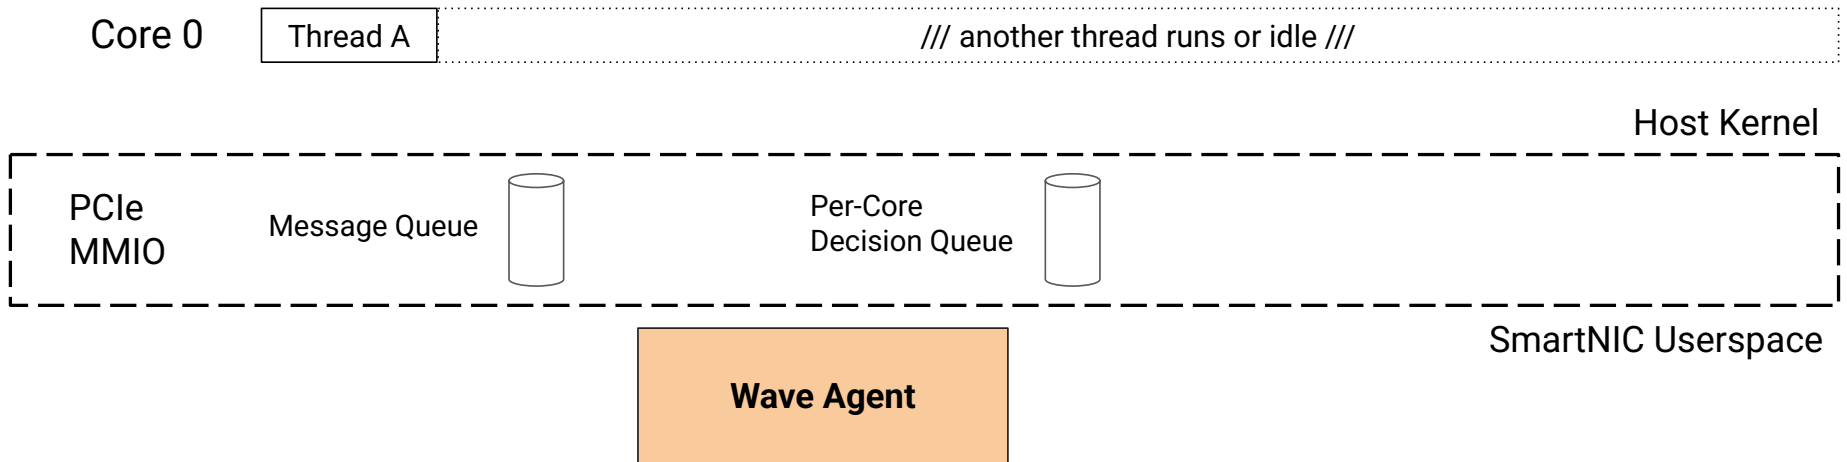 Core 0
Thread A
/// another thread runs or idle ///
Host Kernel
PCIe
MMIO
Message Queue
Per-Core
Decision Queue
SmartNIC Userspace
Wave Agent